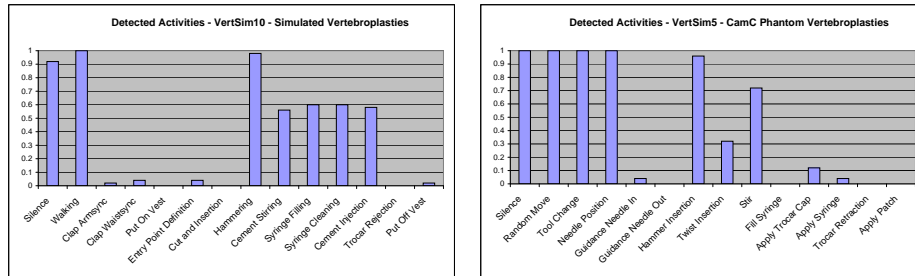 Detected Activities - VertSim10 - Simulated Vertebroplasties
1
0.9
0.8
0.7
0.6
0.5
0.4
0.3
0.2
0.1
0
Silence
Walking
Clap Armsync
Clap Waistsync
Put On Vest
Entry Point Definition
Cut and Insertion
Hammering
Cement Stirring
Syringe Filling
Syringe Cleaning
Cement Injection
Trocar Rejection
Put Off Vest
Detected Activities - VertSim5 - CamC Phantom Vertebroplasties
1
0.9
0.8
0.7
0.6
0.5
0.4
0.3
0.2
0.1
0
Silence
Random Move
Tool Change
Needle Position
Guidance Needle In
Guidance Needle Out
Hammer Insertion
Twist Insertion
Stir
Fill Syringe
Apply Trocar Cap
Apply Syringe
Trocar Retraction
Apply Patch